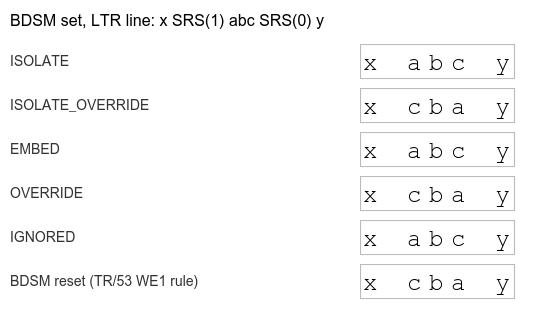 BDSM set, LTR line: x SRS(1) abc SRS(0) y
ISOLATE x abc y
ISOLATE_OVERRIDE x cba y
EMBED x abc y
OVERRIDE x cba y
IGNORED x abc y
BDSM reset (TR/53 WE1 rule) x cba y